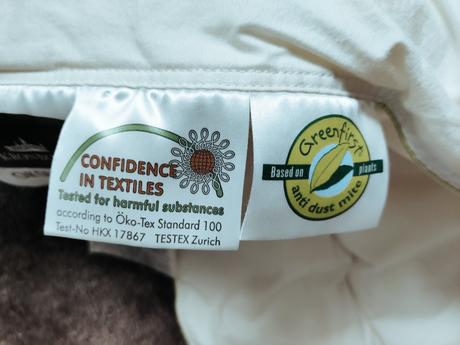 CONFIDENCE
IN TEXTILES
Tested for harmful substances
according to Öko-Tex Standard 100
Test-No HKX 17867 TESTEX Zurich
Greenfirst
Based on plants
anti dust mite